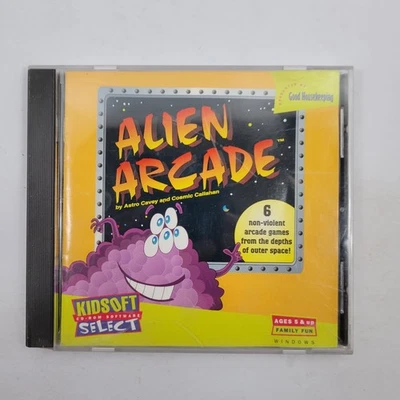 Good Housekeeping
ALIEN
ARCADE™
by Astro Cavey and Cosmic Callahan
6
non-violent
arcade games
from the depths
of outer space!
KIDSOFT
CD-ROM SOFTWARE
SELECT
AGES 5 & UP
FAMILY FUN
WINDOWS